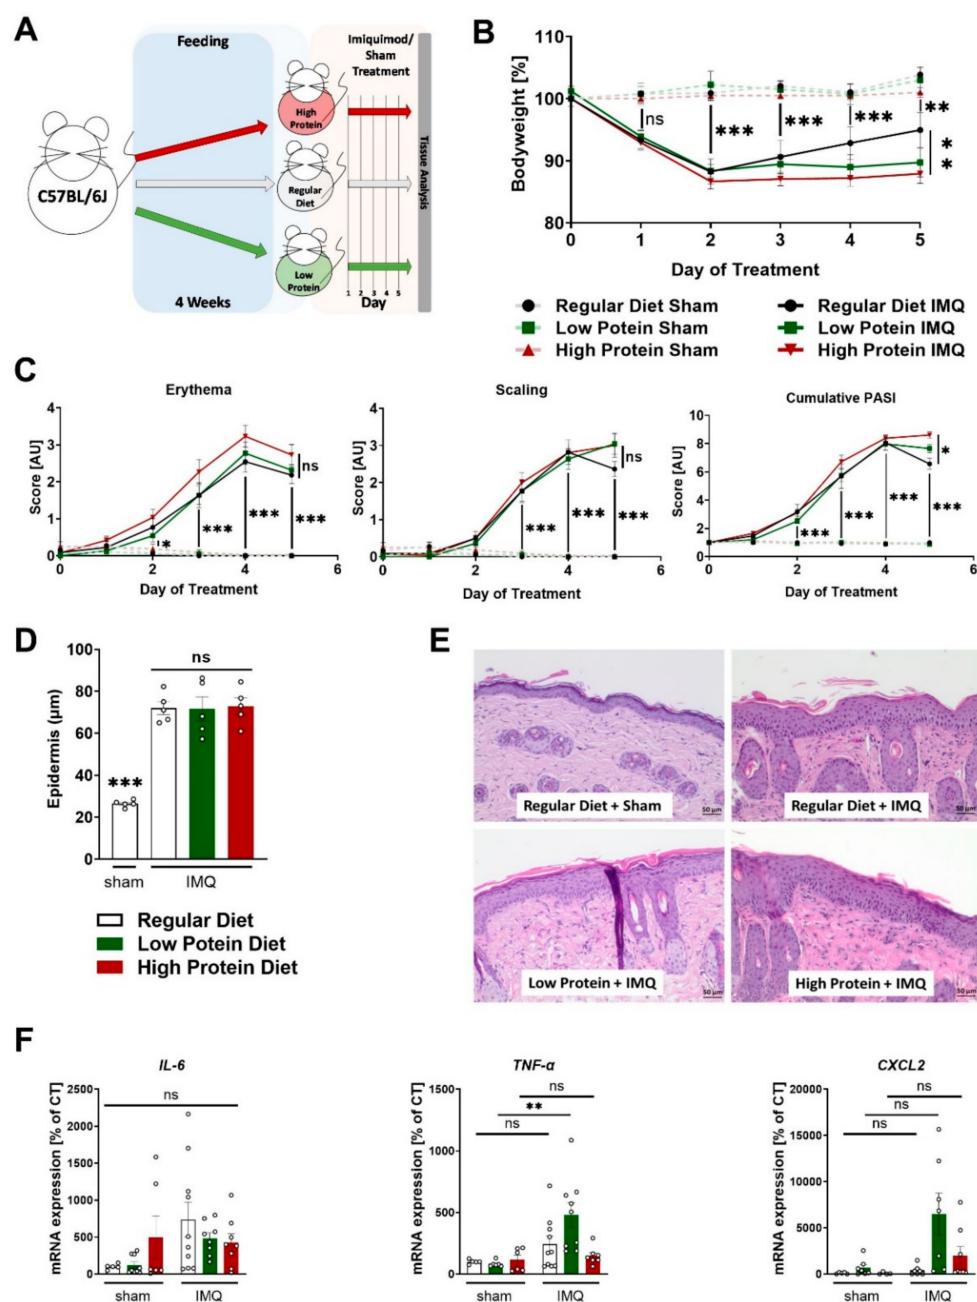 A
Feeding
Imiquimod/
Sham
Treatment
High
Protein
C57BL/6J
Regular
Diet
Low
Protein
Tissue Analysis
4 Weeks
1 2 3 4 5
Day
B
Bodyweight [%]
110
100
90
80
ns
***
***
***
**
*
*
0 1 2 3 4 5
Day of Treatment
Regular Diet Sham
Regular Diet IMQ
Low Potein Sham
Low Potein IMQ
High Protein Sham
High Protein IMQ
C
Erythema
Score [AU]
4
3
2
1
0
*
***
***
***
ns
0 2 4 6
Day of Treatment
Scaling
Score [AU]
4
3
2
1
0
***
***
***
ns
0 2 4 6
Day of Treatment
Cumulative PASI
Score [AU]
10
8
6
4
2
0
***
***
***
***
*
0 2 4 6
Day of Treatment
D
Epidermis (µm)
100
80
60
40
20
0
***
ns
sham IMQ
Regular Diet
Low Potein Diet
High Protein Diet
E
Regular Diet + Sham
50 µm
Regular Diet + IMQ
50 µm
Low Protein + IMQ
50 µm
High Protein + IMQ
50 µm
F
IL-6
mRNA expression [% of CT]
2500
2000
1500
1000
500
0
ns
sham IMQ
TNF-α
mRNA expression [% of CT]
1500
1000
500
0
ns
**
ns
sham IMQ
CXCL2
mRNA expression [% of CT]
20000
15000
10000
5000
0
ns
ns
ns
sham IMQ